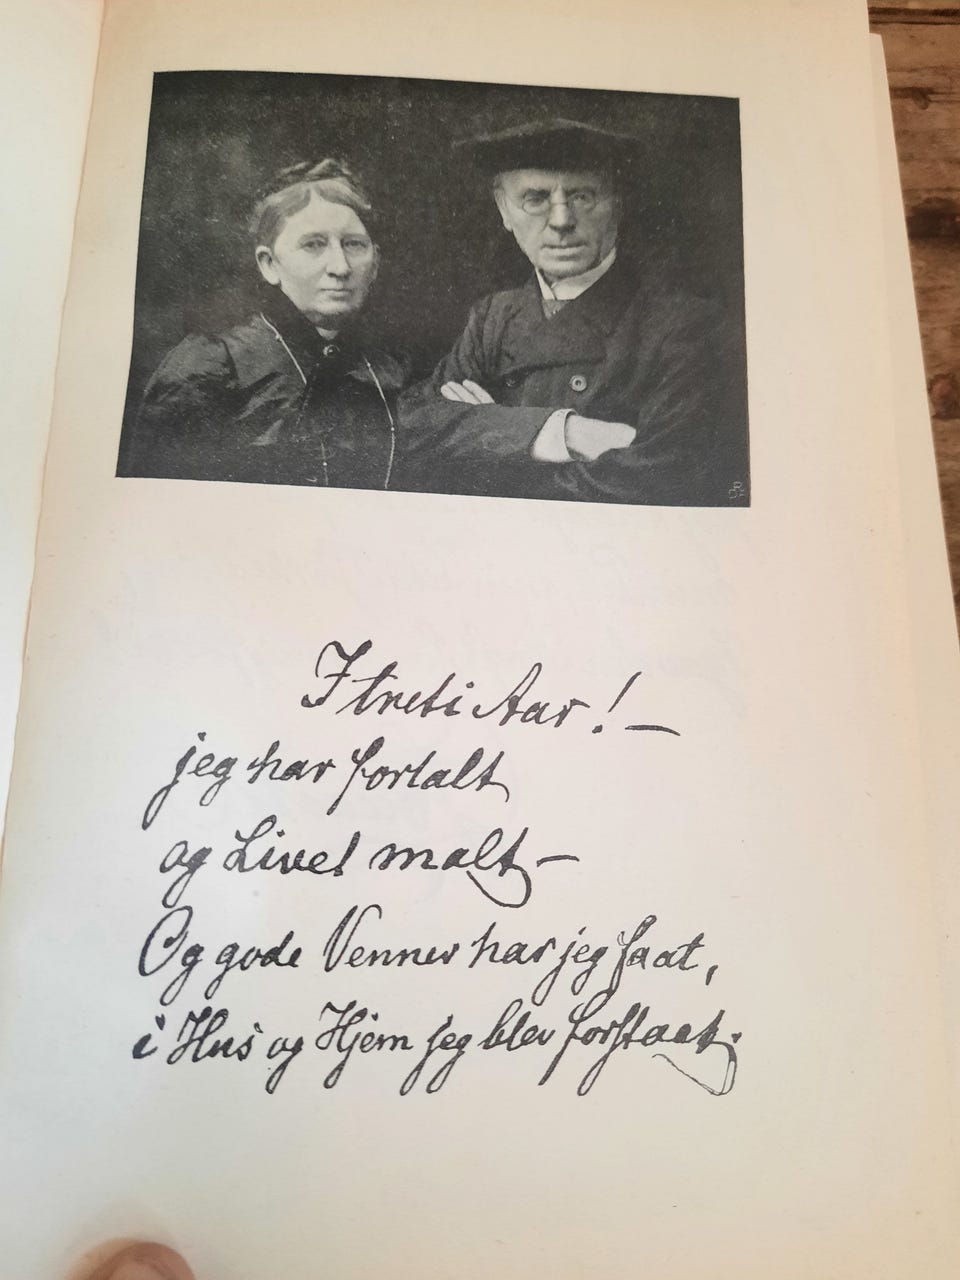 I treti Aar! —
jeg har fortalt
og Livet malt —
Og gode Venner har jeg faat,
i Hus og Hjem jeg blev forstaat.